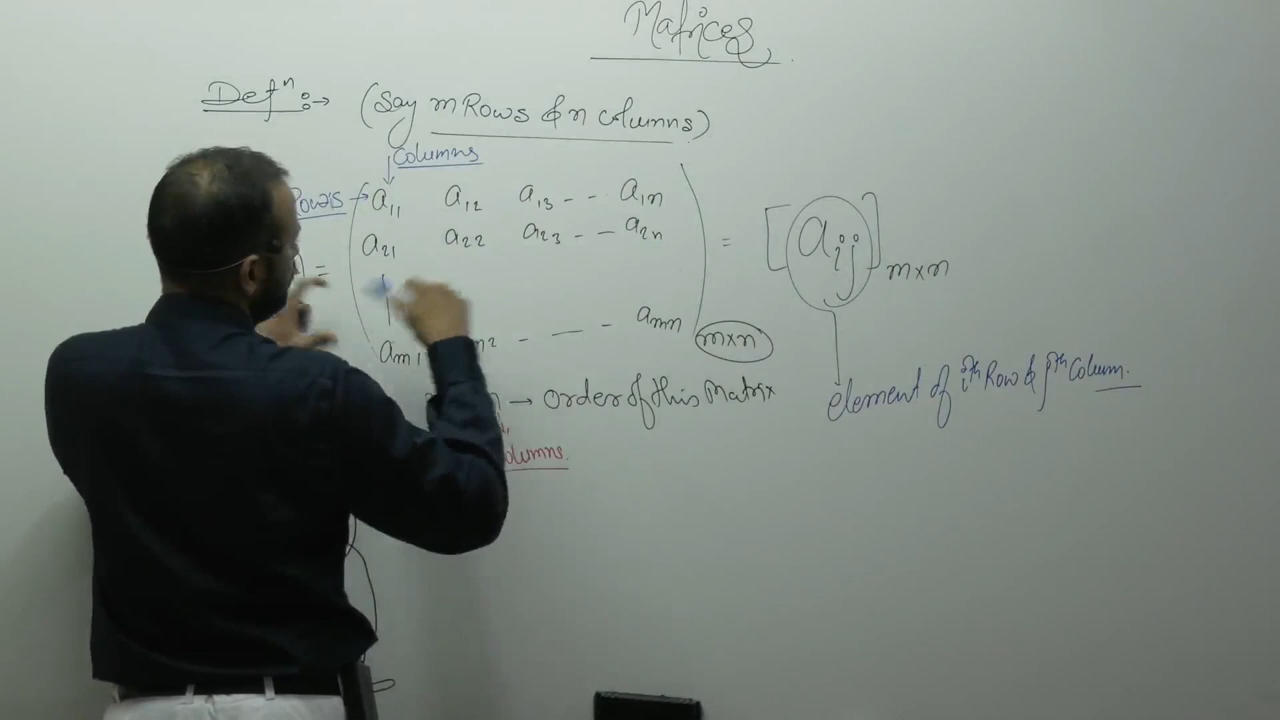 Matrices
Defⁿ :→ (say m Rows & n columns)
columns
Rows → a11 a12 a13 - - a1n
a21 a22 a23 - - a2n
= [aij] m×n
am1 m2 - — - amn m×n
→ order of this Matrix
columns.
element of ith Row & jth Column.